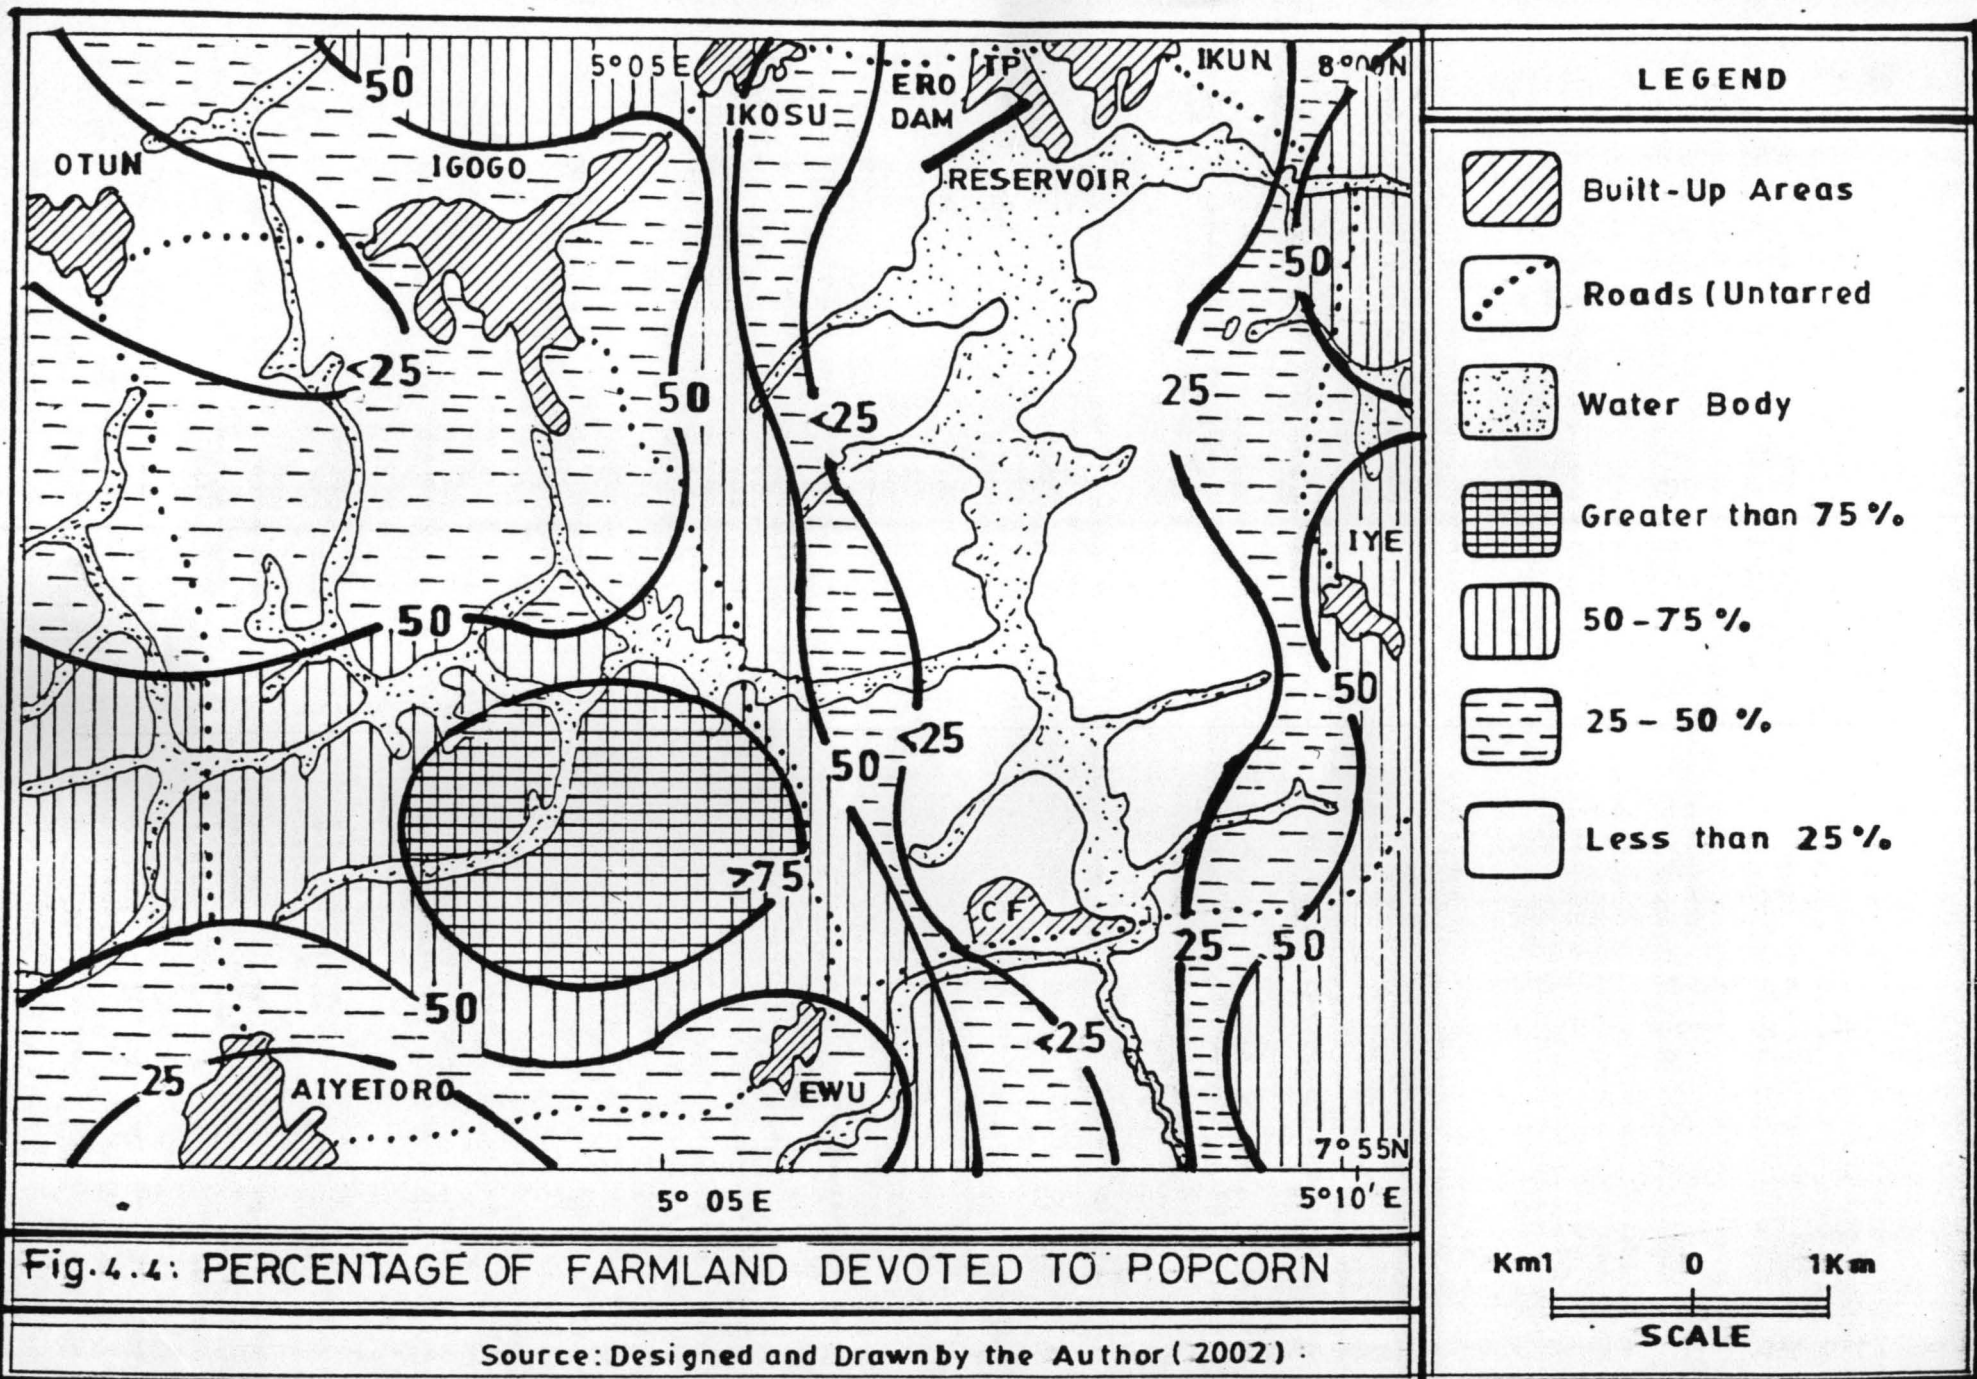 50
5°05E
IKOSU
ERO
DAM
TP
IKUN
8°00N
OTUN
IGOGO
RESERVOIR
50
<25
50
<25
25
IYE
50
50
50
<25
>75
CF
25
50
50
<25
25
AIYETORO
EWU
7°55N
5° 05E
5°10'E
LEGEND
Built-Up Areas
Roads (Untarred
Water Body
Greater than 75%
50-75%
25-50%
Less than 25%
Km1 0 1Km
SCALE
Fig.4.4: PERCENTAGE OF FARMLAND DEVOTED TO POPCORN
Source: Designed and Drawn by the Author (2002)